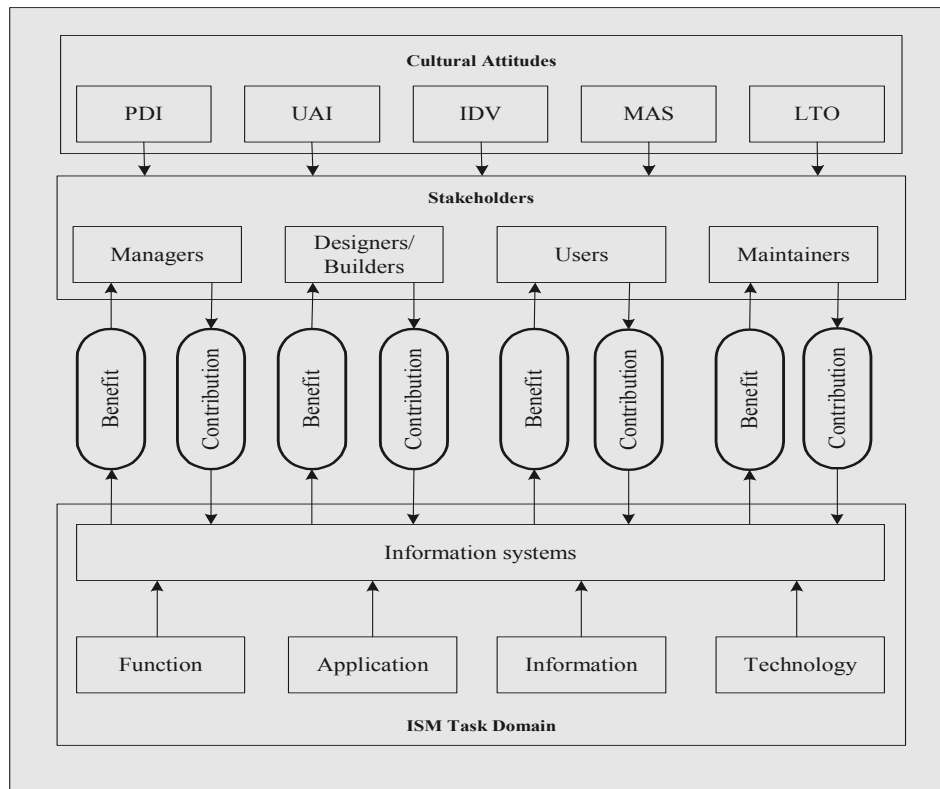 Cultural Attitudes
PDI
UAI
IDV
MAS
LTO
Stakeholders
Managers
Designers/
Builders
Users
Maintainers
Benefit
Contribution
Benefit
Contribution
Benefit
Contribution
Benefit
Contribution
Information systems
Function
Application
Information
Technology
ISM Task Domain